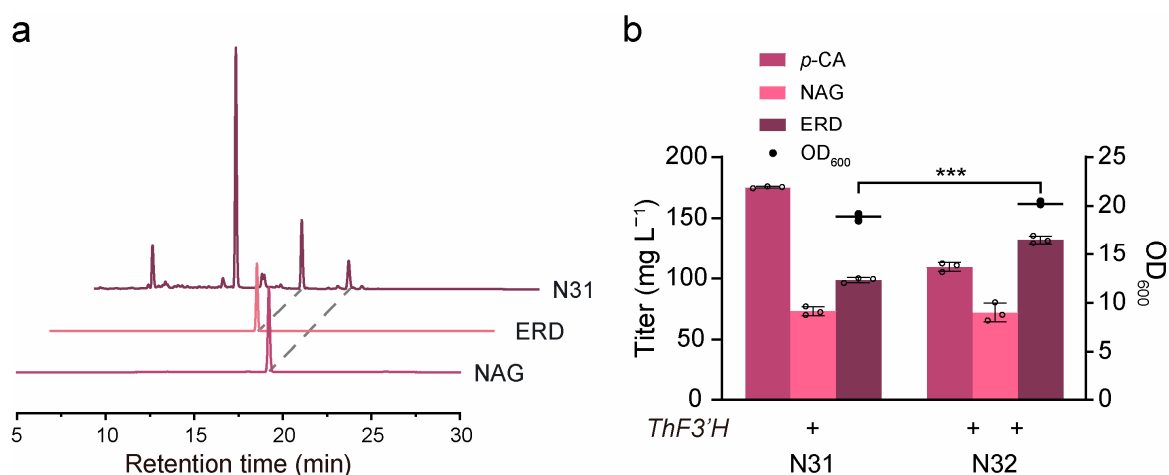 a
N31
ERD
NAG
5 10 15 20 25 30
Retention time (min)
b
p-CA
NAG
ERD
OD600
200
150
100
50
0
Titer (mg L−1)
***
25
20
15
10
5
0
OD600
ThF3'H + + +
N31 N32